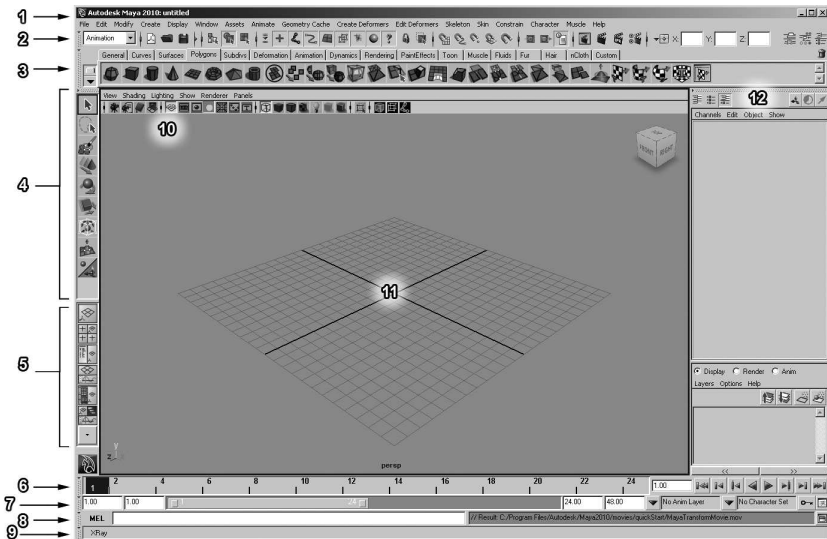 1
Autodesk Maya 2010: untitled
File Edit Modify Create Display Window Assets Animate Geometry Cache Create Deformers Edit Deformers Skeleton Skin Constrain Character Muscle Help
2
Animation X: Y: Z:
General Curves Surfaces Polygons Subdivs Deformation Animation Dynamics Rendering PaintEffects Toon Muscle Fluids Fur Hair nCloth Custom
3
View Shading Lighting Show Renderer Panels
10
12
Channels Edit Object Show
TOP
FRONT RIGHT
4
11
5
Display Render Anim
Layers Options Help
Y
Z
persp
<< >>
6
1 2 4 6 8 10 12 14 16 18 20 22 24 1.00
7
1.00 1.00 1 24 24.00 48.00 No Anim Layer No Character Set
8
MEL // Result: C:/Program Files/Autodesk/Maya2010/movies/quickStart/MayaTransformMovie.mov
9
XRay